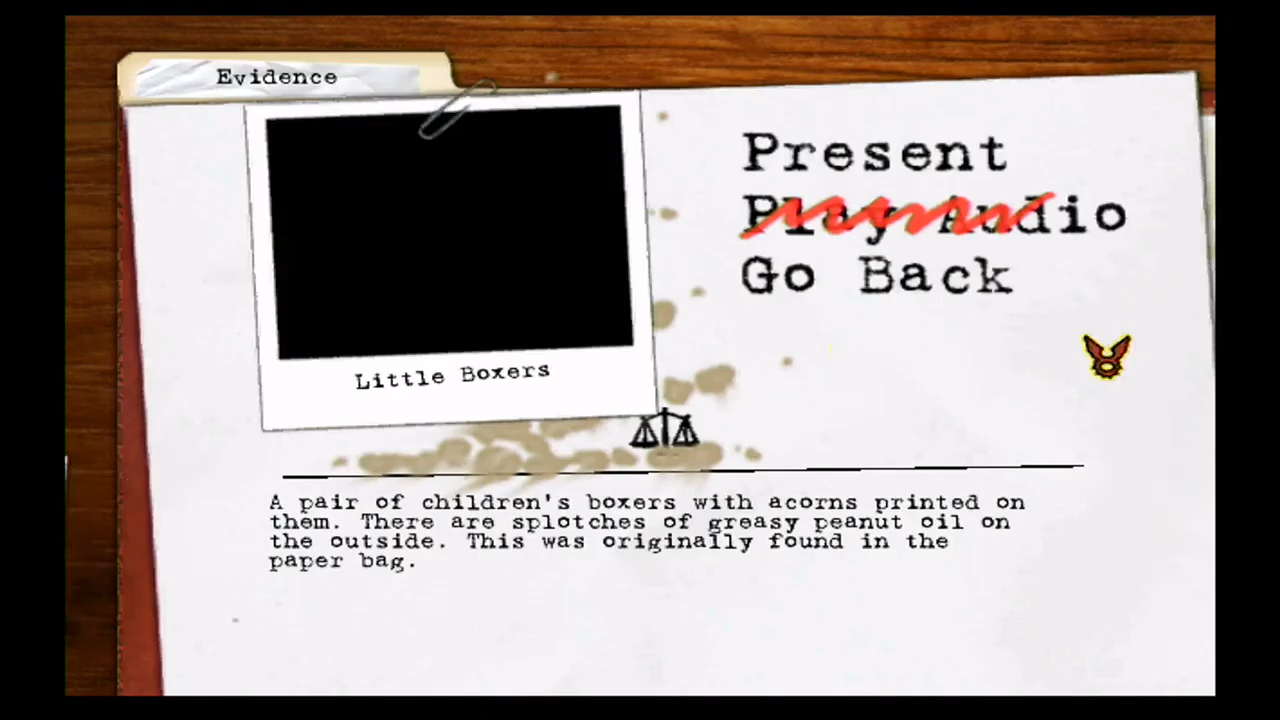 Evidence
Present
Play Audio
Go Back
Little Boxers
A pair of children's boxers with acorns printed on
them. There are splotches of greasy peanut oil on
the outside. This was originally found in the
paper bag.